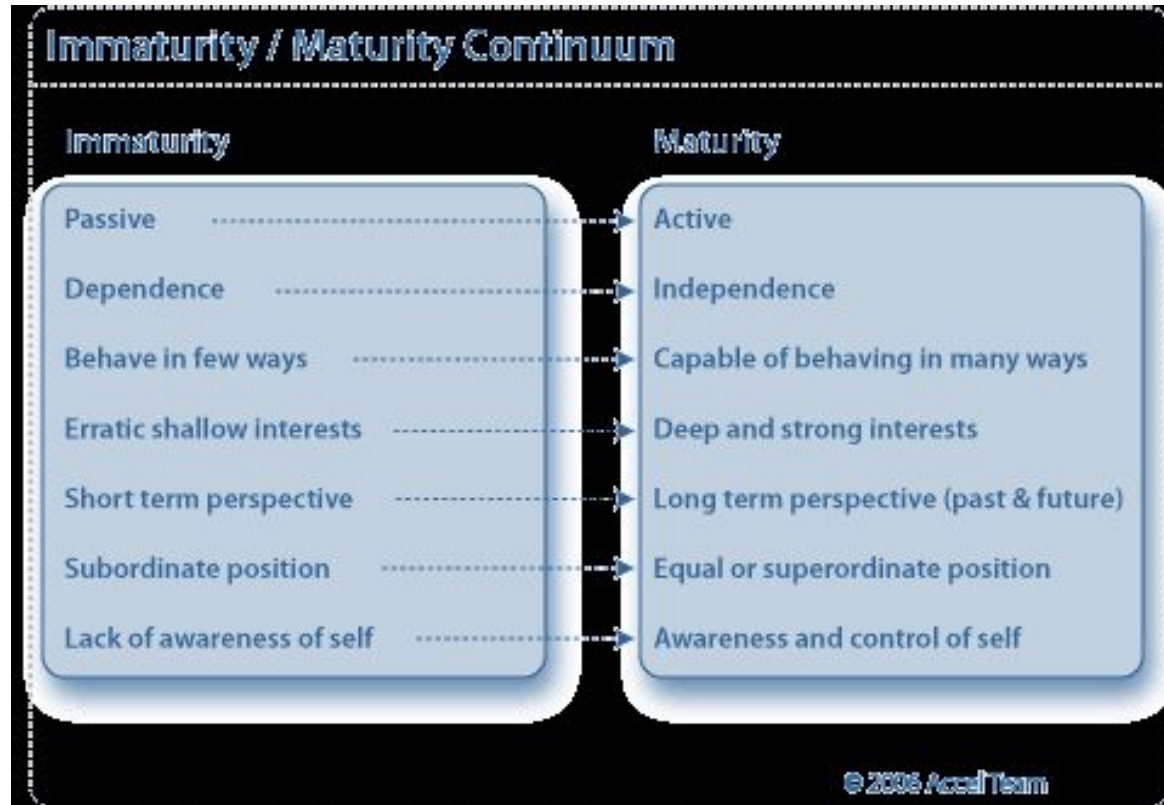 Immaturity / Maturity Continuum
Immaturity
Maturity
Passive
Active
Dependence
Independence
Behave in few ways
Capable of behaving in many ways
Erratic shallow interests
Deep and strong interests
Short term perspective
Long term perspective (past & future)
Subordinate position
Equal or superordinate position
Lack of awareness of self
Awareness and control of self
© 2006 Accel Team